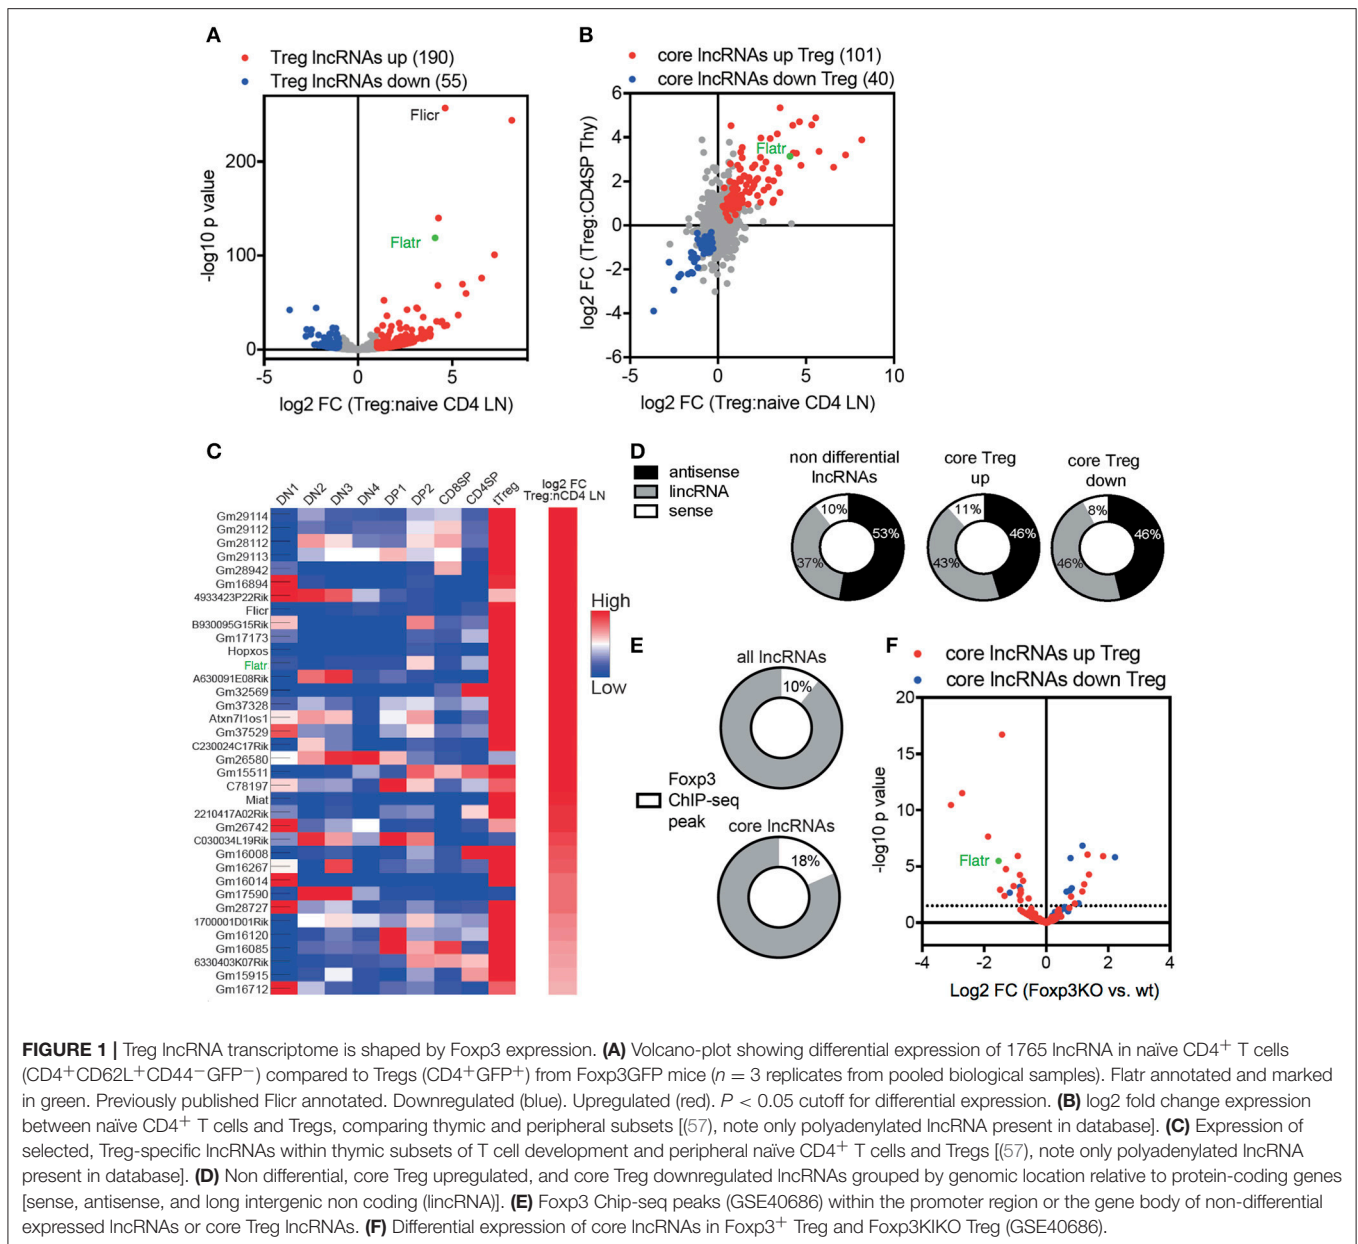 A
Treg lncRNAs up (190)
Treg lncRNAs down (55)
Flicr
Flatr
200
100
0
-log10 p value
-5
0
5
log2 FC (Treg:naive CD4 LN)
B
core lncRNAs up Treg (101)
core lncRNAs down Treg (40)
Flatr
6
4
2
0
-2
-4
-6
log2 FC (Treg:CD4SP Thy)
-5
0
5
10
log2 FC (Treg:naive CD4 LN)
C
DN1
DN2
DN3
DN4
DP1
DP2
CD8SP
CD4SP
tTreg
log2 FC
Treg:nCD4 LN
Gm29114
Gm29112
Gm28112
Gm29113
Gm28942
Gm16894
4933423P22Rik
Flicr
B930095G15Rik
Gm17173
Hopxos
Flatr
A630091E08Rik
Gm32569
Gm37328
Atxn7l1os1
Gm37529
C230024C17Rik
Gm26580
Gm15511
C78197
Miat
2210417A02Rik
Gm26742
C030034L19Rik
Gm16008
Gm16267
Gm16014
Gm17590
Gm28727
1700001D01Rik
Gm16120
Gm16085
6330403K07Rik
Gm15915
Gm16712
High
Low
D
antisense
lincRNA
sense
non differential
lncRNAs
10%
53%
37%
core Treg
up
11%
46%
43%
core Treg
down
8%
46%
46%
E
all lncRNAs
10%
Foxp3
ChIP-seq
peak
core lncRNAs
18%
F
core lncRNAs up Treg
core lncRNAs down Treg
20
15
10
5
0
-log10 p value
Flatr
-4
-2
0
2
4
Log2 FC (Foxp3KO vs. wt)
FIGURE 1 | Treg lncRNA transcriptome is shaped by Foxp3 expression. (A) Volcano-plot showing differential expression of 1765 lncRNA in naïve CD4+ T cells
(CD4+CD62L+CD44−GFP−) compared to Tregs (CD4+GFP+) from Foxp3GFP mice (n = 3 replicates from pooled biological samples). Flatr annotated and marked
in green. Previously published Flicr annotated. Downregulated (blue). Upregulated (red). P < 0.05 cutoff for differential expression. (B) log2 fold change expression
between naïve CD4+ T cells and Tregs, comparing thymic and peripheral subsets [(57), note only polyadenylated lncRNA present in database]. (C) Expression of
selected, Treg-specific lncRNAs within thymic subsets of T cell development and peripheral naïve CD4+ T cells and Tregs [(57), note only polyadenylated lncRNA
present in database]. (D) Non differential, core Treg upregulated, and core Treg downregulated lncRNAs grouped by genomic location relative to protein-coding genes
[sense, antisense, and long intergenic non coding (lincRNA)]. (E) Foxp3 Chip-seq peaks (GSE40686) within the promoter region or the gene body of non-differential
expressed lncRNAs or core Treg lncRNAs. (F) Differential expression of core lncRNAs in Foxp3+ Treg and Foxp3KIKO Treg (GSE40686).